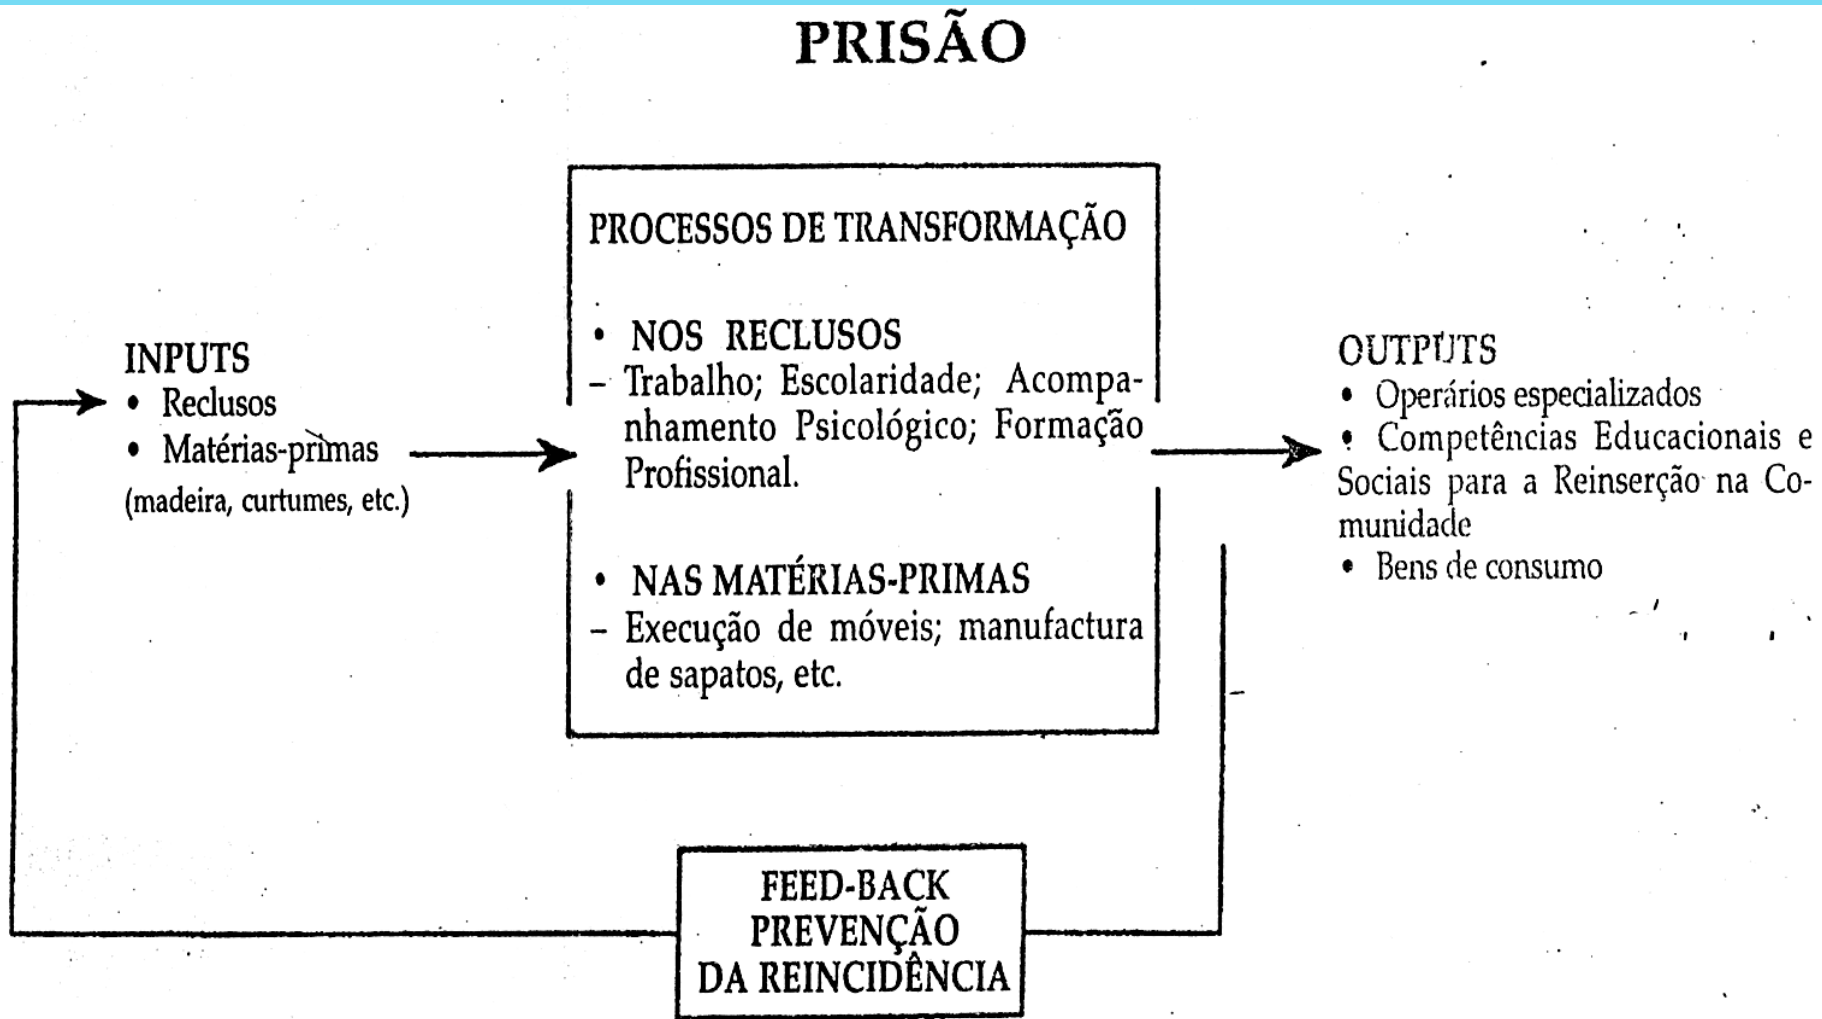 PRISÃO
PROCESSOS DE TRANSFORMAÇÃO
• NOS RECLUSOS
– Trabalho; Escolaridade; Acompa-
nhamento Psicológico; Formação
Profissional.
• NAS MATÉRIAS-PRIMAS
– Execução de móveis; manufactura
de sapatos, etc.
INPUTS
• Reclusos
• Matérias-primas
(madeira, curtumes, etc.)
OUTPUTS
• Operários especializados
• Competências Educacionais e
Sociais para a Reinserção na Co-
munidade
• Bens de consumo
FEED-BACK
PREVENÇÃO
DA REINCIDÊNCIA